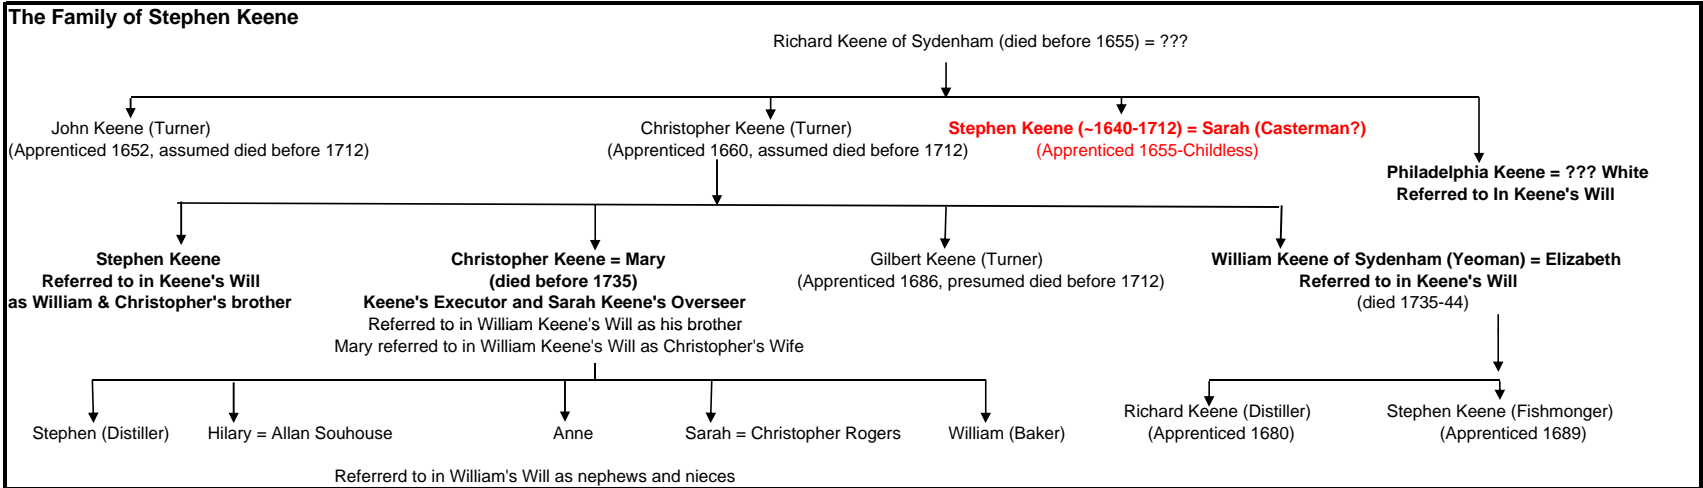 The Family of Stephen Keene
Richard Keene of Sydenham (died before 1655) = ???
John Keene (Turner)
(Apprenticed 1652, assumed died before 1712)
Christopher Keene (Turner)
(Apprenticed 1660, assumed died before 1712)
Stephen Keene (~1640-1712) = Sarah (Casterman?)
(Apprenticed 1655-Childless)
Philadelphia Keene = ??? White
Referred to In Keene's Will
Stephen Keene
Referred to in Keene's Will
as William & Christopher's brother
Christopher Keene = Mary
(died before 1735)
Keene's Executor and Sarah Keene's Overseer
Referred to in William Keene's Will as his brother
Mary referred to in William Keene's Will as Christopher's Wife
Gilbert Keene (Turner)
(Apprenticed 1686, presumed died before 1712)
William Keene of Sydenham (Yeoman) = Elizabeth
Referred to in Keene's Will
(died 1735-44)
Stephen (Distiller)
Hilary = Allan Souhouse
Anne
Sarah = Christopher Rogers
William (Baker)
Richard Keene (Distiller)
(Apprenticed 1680)
Stephen Keene (Fishmonger)
(Apprenticed 1689)
Referrerd to in William's Will as nephews and nieces